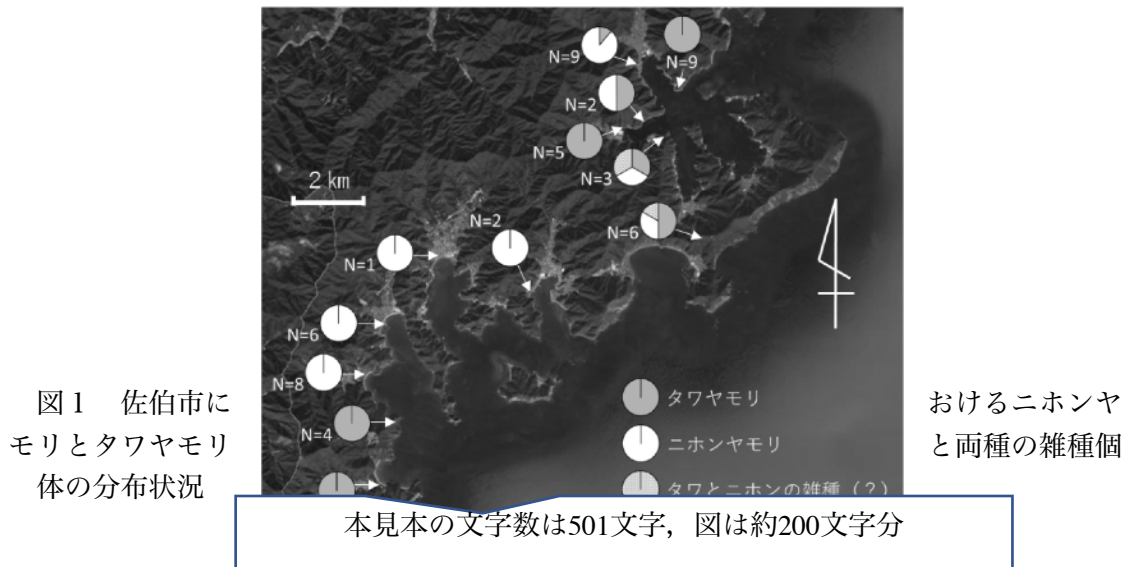 N=9
N=9
N=2
N=5
N=3
2 km
N=2
N=6
N=1
N=6
N=8
N=4
タワヤモリ
ニホンヤモリ
タワとニホンの雑種（?）
図１　佐伯市に おけるニホンヤ
モリとタワヤモリ と両種の雑種個
体の分布状況
本見本の文字数は501文字，図は約200文字分